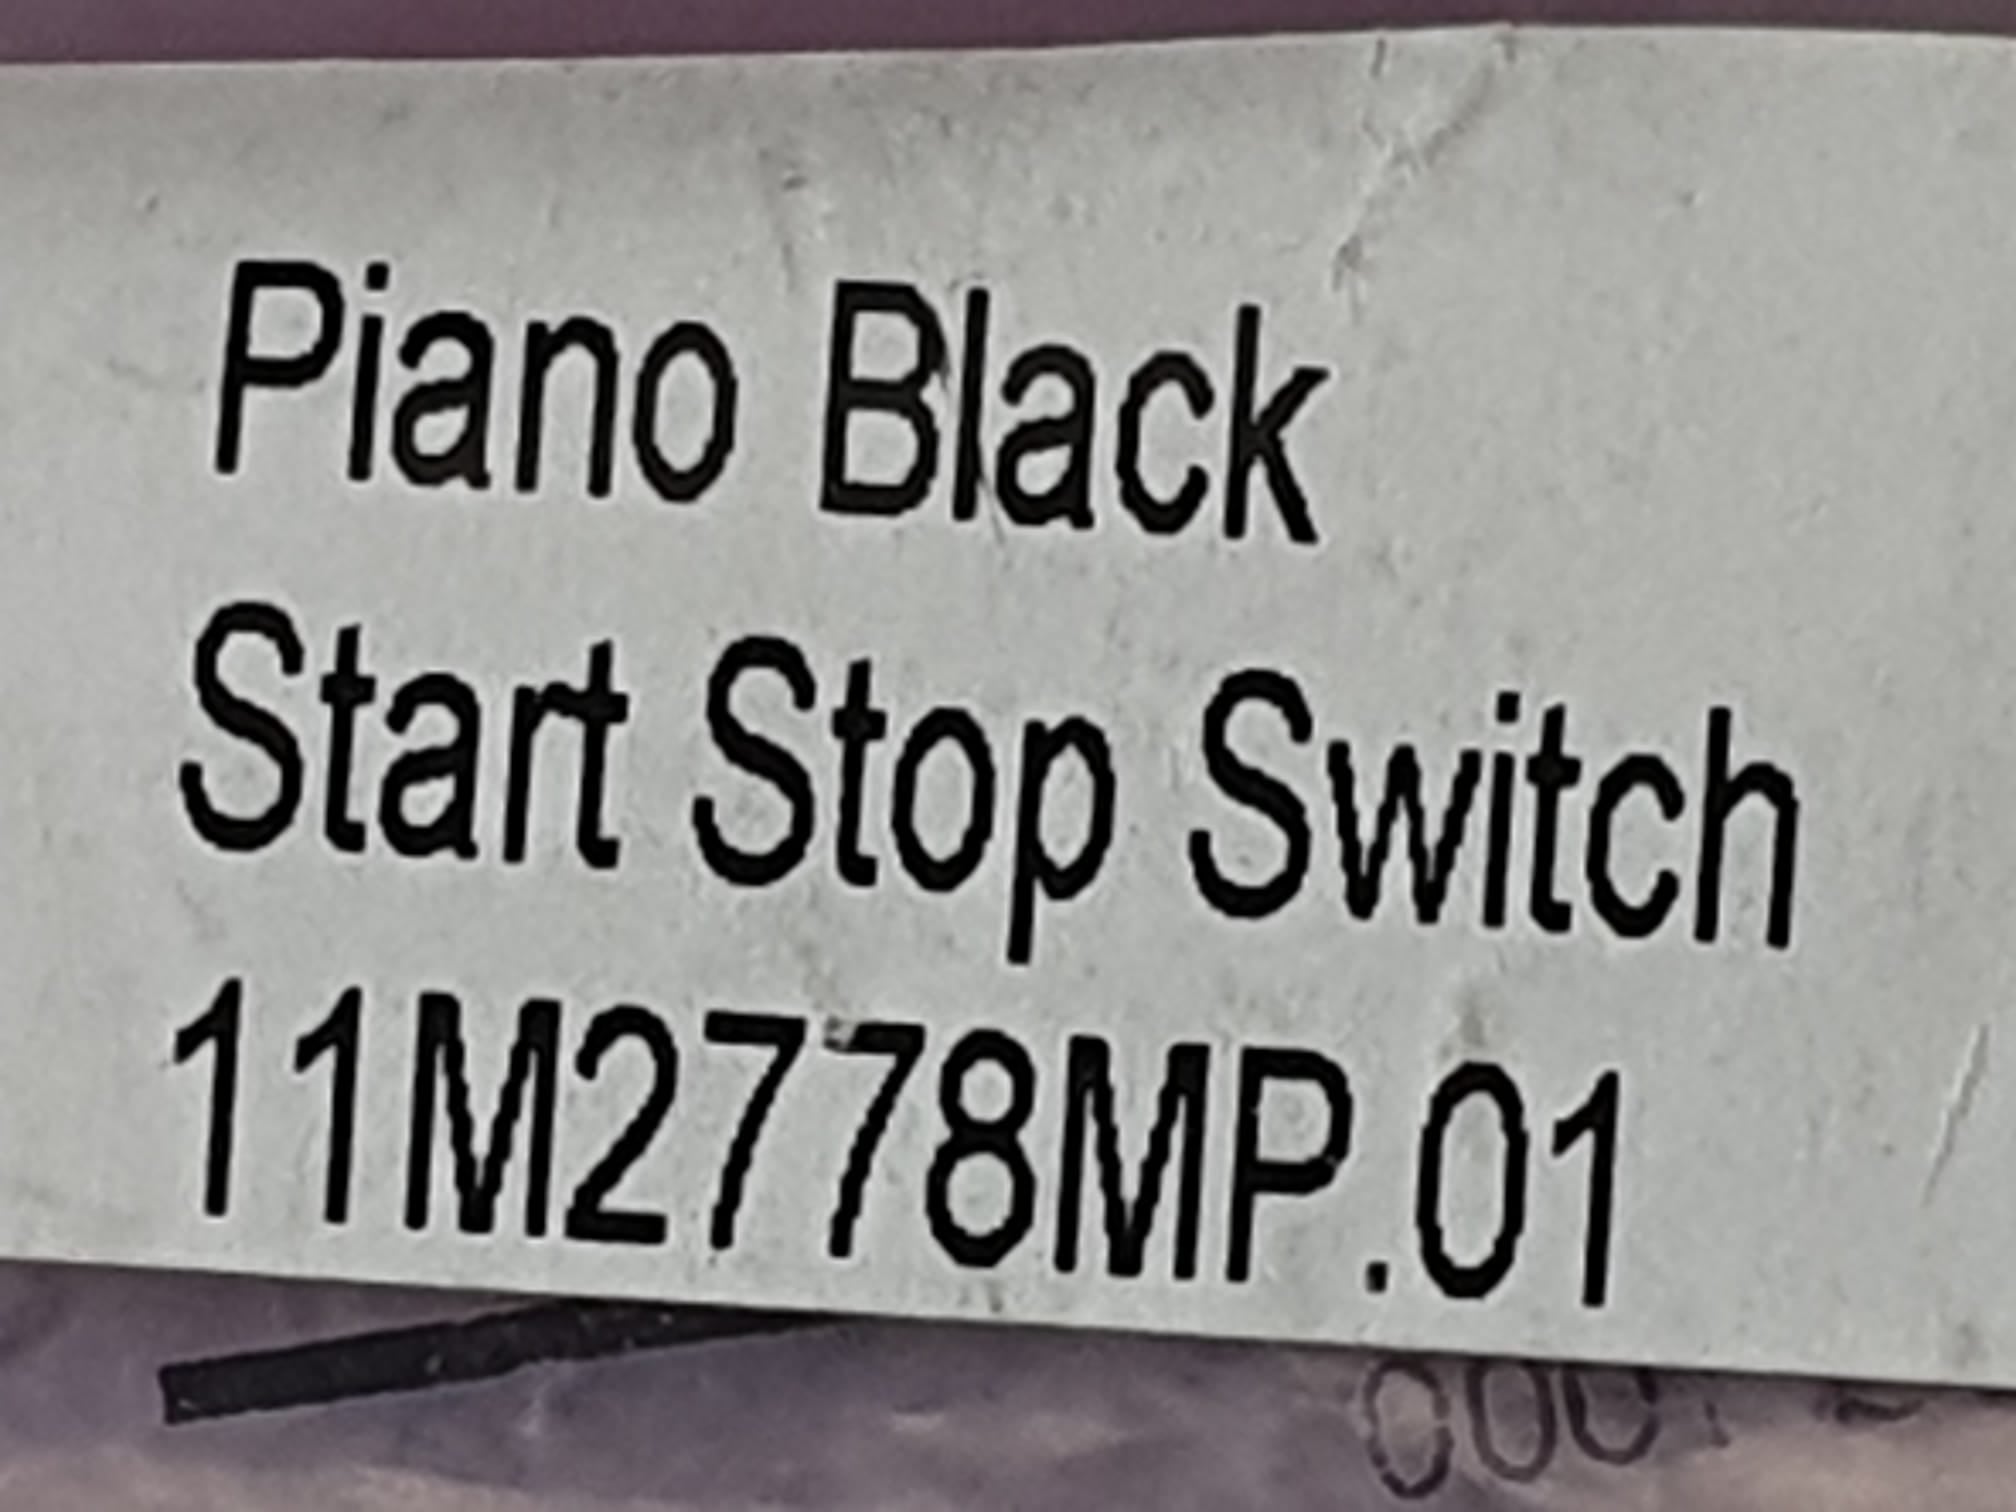 Piano Black
Start Stop Switch
11M2778MP.01